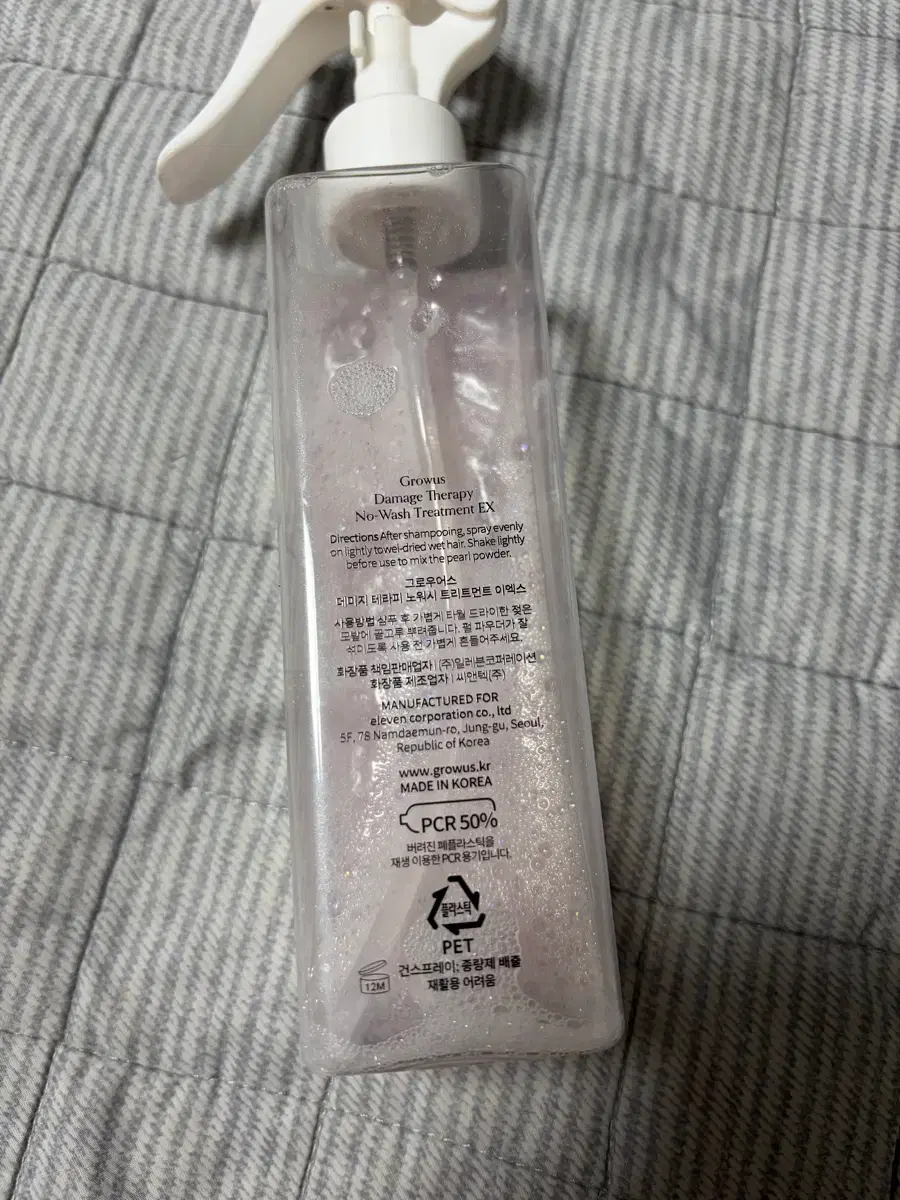 Growus
Damage Therapy
No-Wash Treatment EX
Directions After shampooing, spray evenly
on lightly towel-dried wet hair. Shake lightly
before use to mix the pearl powder.
그로우어스
데미지 테라피 노워시 트리트먼트 이엑스
사용방법 샴푸 후 가볍게 타월 드라이한 젖은
모발에 골고루 뿌려줍니다. 펄 파우더가 잘
섞이도록 사용 전 가볍게 흔들어주세요.
화장품 책임판매업자 | (주)일레븐코퍼레이션
화장품 제조업자 | 씨앤텍(주)
MANUFACTURED FOR
eleven corporation co., ltd
5F, 78 Namdaemun-ro, Jung-gu, Seoul,
Republic of Korea
www.growus.kr
MADE IN KOREA
PCR 50%
버려진 폐플라스틱을
재생 이용한 PCR 용기입니다.
플라스틱
PET
건스프레이: 종량제 배출
재활용 어려움
12M